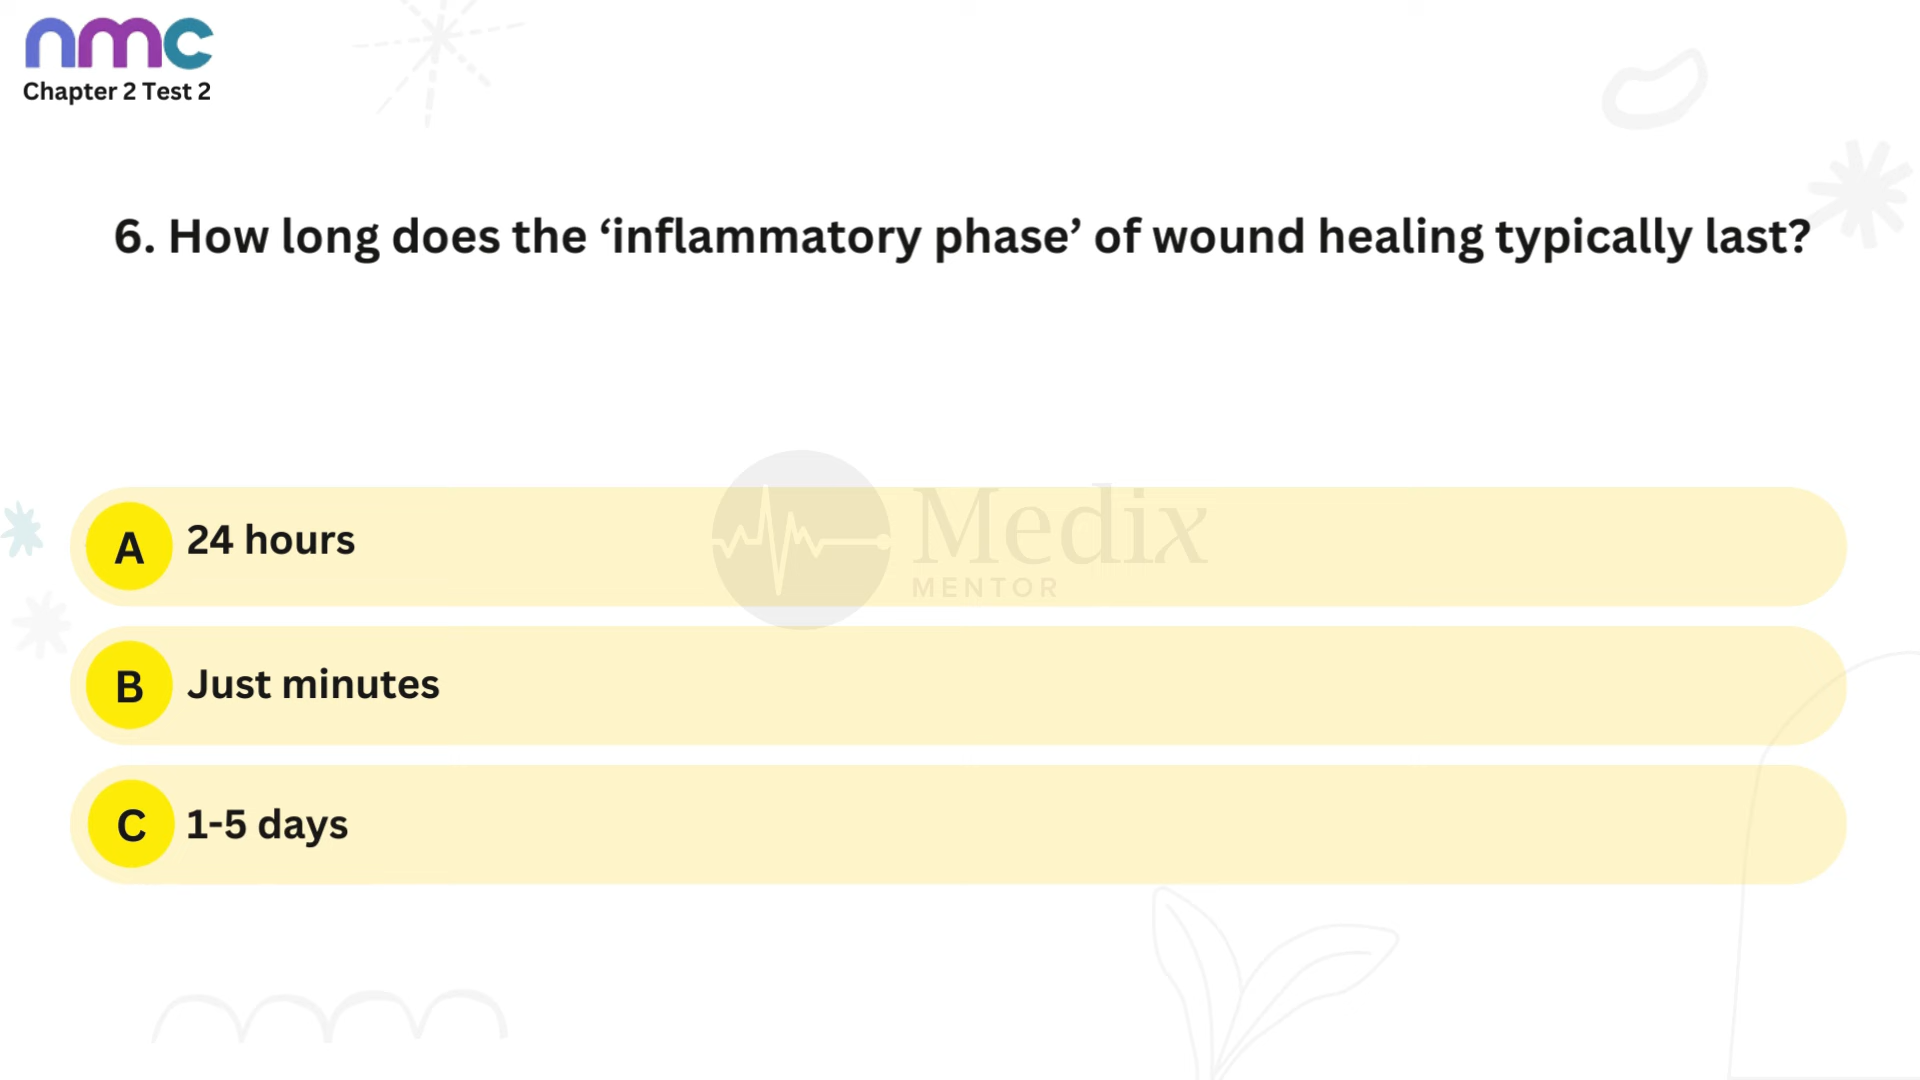 nmc
Chapter 2 Test 2
6. How long does the ‘inflammatory phase’ of wound healing typically last?
A 24 hours
Medix
MENTOR
B Just minutes
C 1-5 days